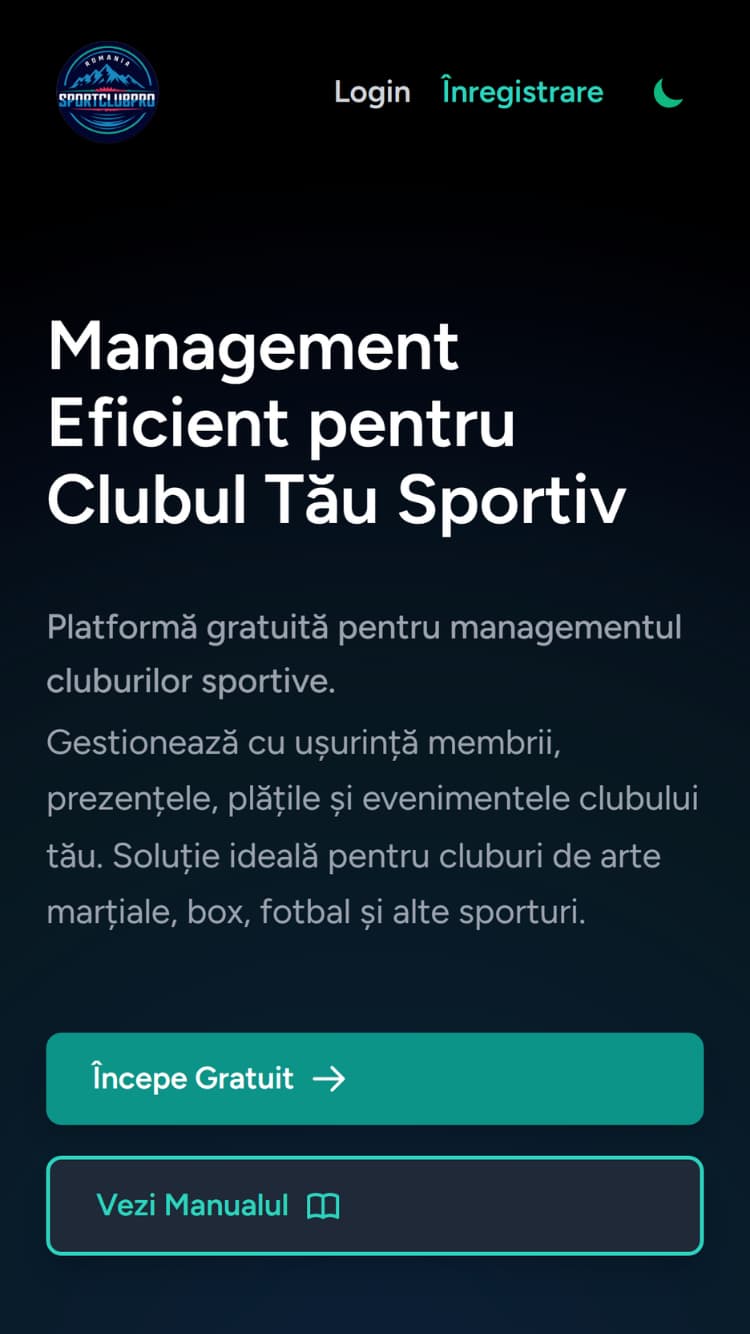 ROMANIA
SPORTCLUBPRO
Login Înregistrare
Management
Eficient pentru
Clubul Tău Sportiv
Platformă gratuită pentru managementul
cluburilor sportive.
Gestionează cu ușurință membrii,
prezențele, plățile și evenimentele clubului
tău. Soluție ideală pentru cluburi de arte
marțiale, box, fotbal și alte sporturi.
Începe Gratuit →
Vezi Manualul